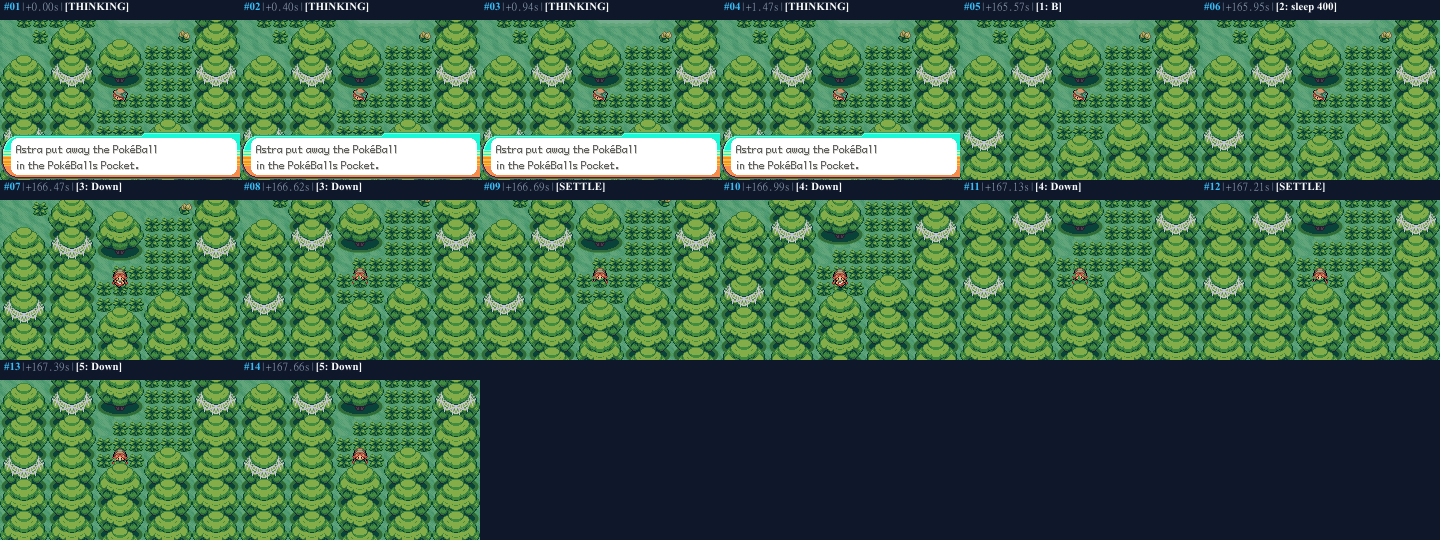 #01 | +0.00s | [THINKING]
#02 | +0.40s | [THINKING]
#03 | +0.94s | [THINKING]
#04 | +1.47s | [THINKING]
#05 | +165.57s | [1: B]
#06 | +165.95s | [2: sleep 400]
Astra put away the PokéBall
in the PokéBalls Pocket.
Astra put away the PokéBall
in the PokéBalls Pocket.
Astra put away the PokéBall
in the PokéBalls Pocket.
Astra put away the PokéBall
in the PokéBalls Pocket.
#07 | +166.47s | [3: Down]
#08 | +166.62s | [3: Down]
#09 | +166.69s | [SETTLE]
#10 | +166.99s | [4: Down]
#11 | +167.13s | [4: Down]
#12 | +167.21s | [SETTLE]
#13 | +167.39s | [5: Down]
#14 | +167.66s | [5: Down]